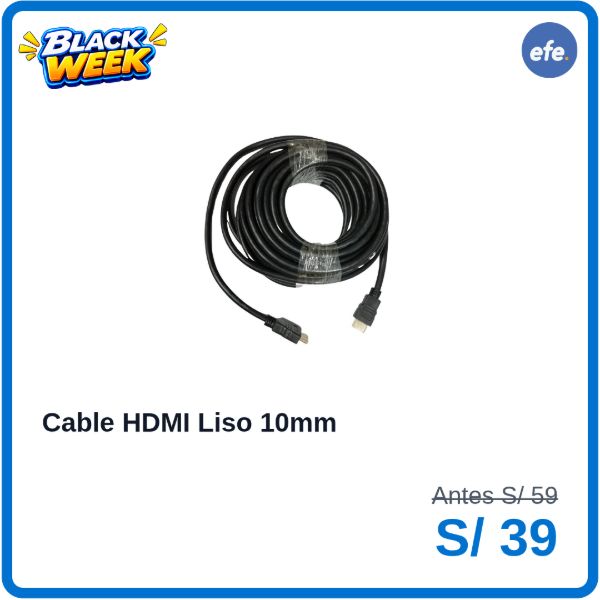 BLACK
WEEK
efe.
Cable HDMI Liso 10mm
Antes S/ 59
S/ 39